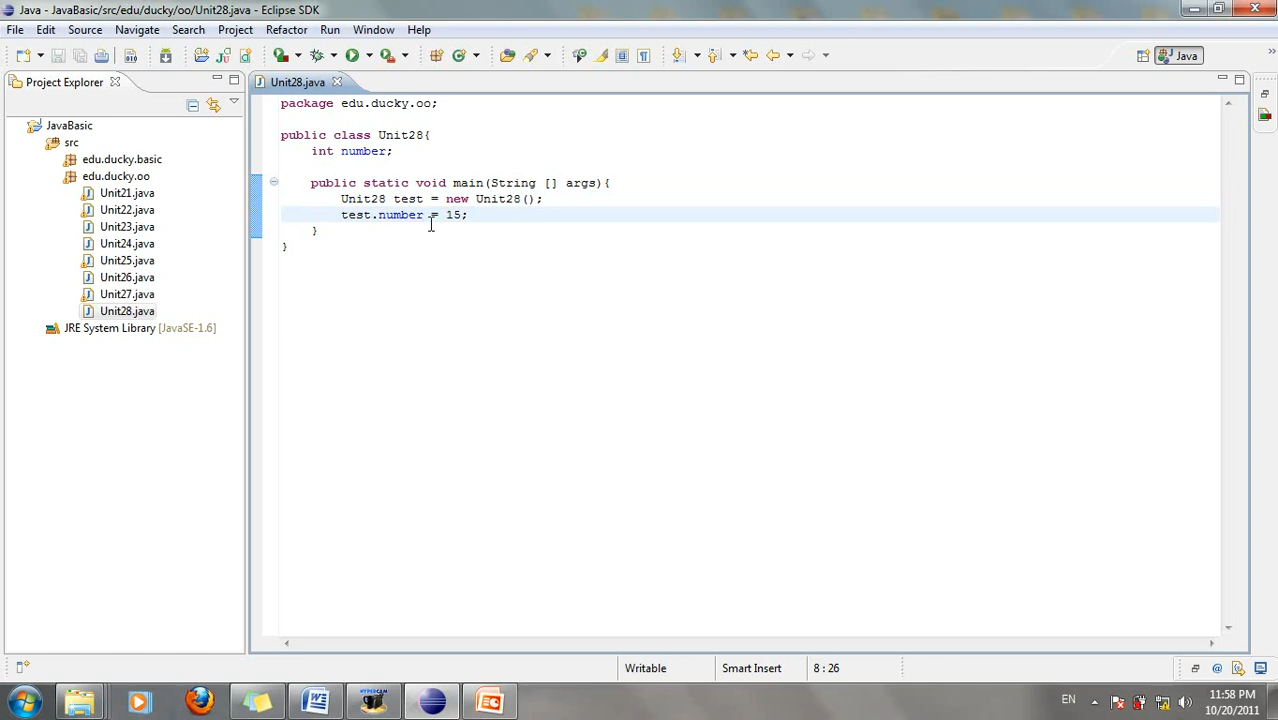 Java - JavaBasic/src/edu/ducky/oo/Unit28.java - Eclipse SDK
File Edit Source Navigate Search Project Refactor Run Window Help
Java
Project Explorer
Unit28.java
JavaBasic
src
edu.ducky.basic
edu.ducky.oo
Unit21.java
Unit22.java
Unit23.java
Unit24.java
Unit25.java
Unit26.java
Unit27.java
Unit28.java
JRE System Library [JavaSE-1.6]
package edu.ducky.oo;
public class Unit28{
int number;
public static void main(String [] args){
Unit28 test = new Unit28();
test.number = 15;
}
}
Writable Smart Insert 8 : 26
EN
11:58 PM
10/20/2011